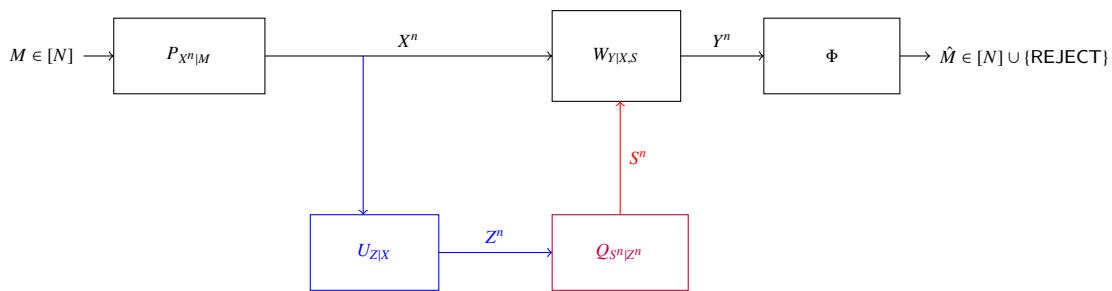 M ∈ [N]
P_{X^n|M}
X^n
W_{Y|X,S}
Y^n
Φ
M̂ ∈ [N] ∪ {REJECT}
S^n
U_{Z|X}
Z^n
Q_{S^n|Z^n}